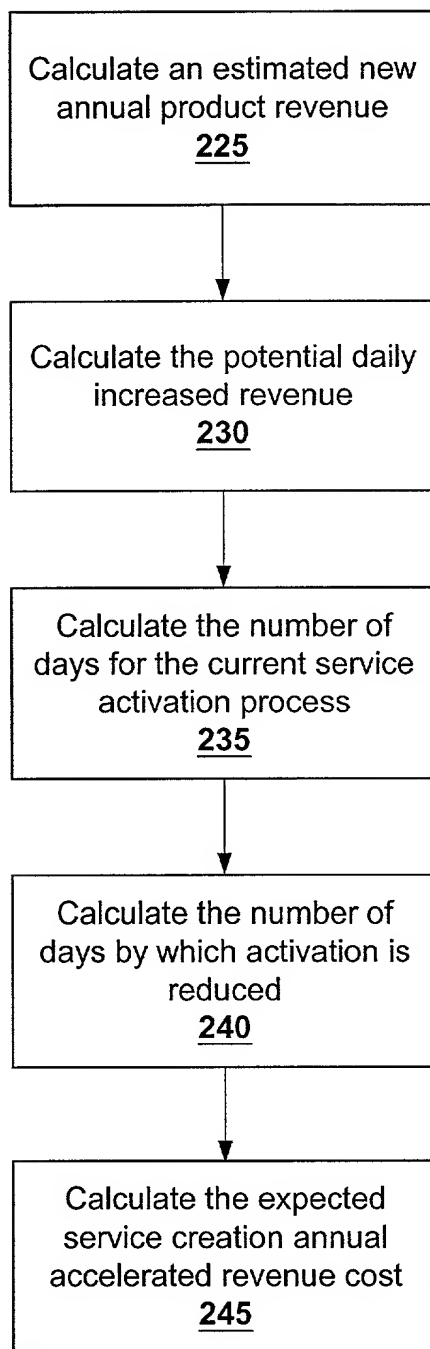 Calculate an estimated new
annual product revenue
225
Calculate the potential daily
increased revenue
230
Calculate the number of
days for the current service
activation process
235
Calculate the number of
days by which activation is
reduced
240
Calculate the expected
service creation annual
accelerated revenue cost
245